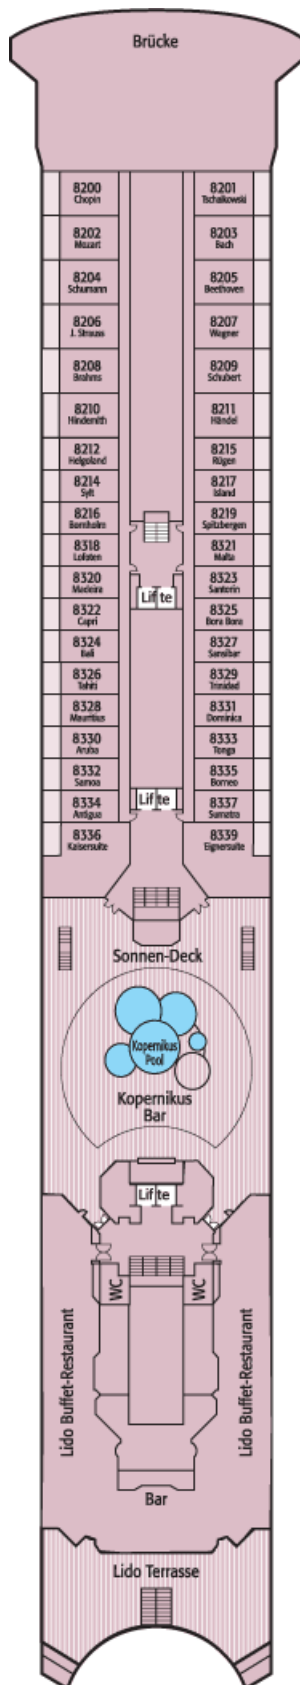 Brücke
8200
Chopin
8201
Tschaikowski
8202
Mozart
8203
Bach
8204
Schumann
8205
Beethoven
8206
J. Strauss
8207
Wagner
8208
Brahms
8209
Schubert
8210
Hindemith
8211
Händel
8212
Helgoland
8215
Rügen
8214
Sylt
8217
Island
8216
Bornholm
8219
Spitzbergen
8318
Lofoten
8321
Malta
8320
Madeira
8323
Santorin
Lifte
8322
Capri
8325
Bora Bora
8324
Bali
8327
Sansibar
8326
Tahiti
8329
Trinidad
8328
Mauritius
8331
Dominica
8330
Aruba
8333
Tonga
8332
Samoa
8335
Borneo
8334
Antigua
Lifte
8337
Sumatra
8336
Kaisersuite
8339
Eignersuite
Sonnen-Deck
Kopernikus
Pool
Kopernikus
Bar
Lifte
WC
WC
Lido Buffet-Restaurant
Lido Buffet-Restaurant
Bar
Lido Terrasse